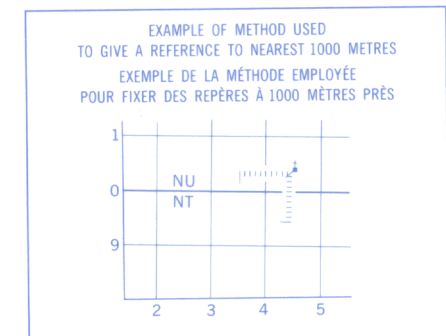 EXAMPLE OF METHOD USED
TO GIVE A REFERENCE TO NEAREST 1000 METRES
EXEMPLE DE LA MÉTHODE EMPLOYÉE
POUR FIXER DES REPÈRES À 1000 MÈTRES PRÈS
1
NU
0
NT
9
2 3 4 5